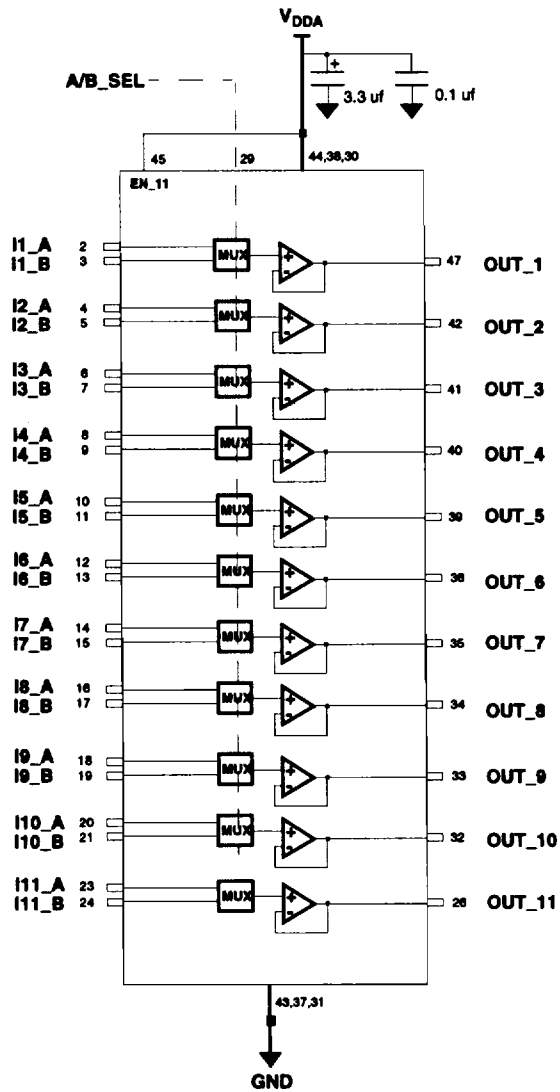 VDDA
A/B_SEL
+
3.3 uf
0.1 uf
45
29
44,38,30
EN_11
I1_A 2
I1_B 3
MUX
+
-
47 OUT_1
I2_A 4
I2_B 5
MUX
+
-
42 OUT_2
I3_A 6
I3_B 7
MUX
+
-
41 OUT_3
I4_A 8
I4_B 9
MUX
+
-
40 OUT_4
I5_A 10
I5_B 11
MUX
+
-
39 OUT_5
I6_A 12
I6_B 13
MUX
+
-
36 OUT_6
I7_A 14
I7_B 15
MUX
+
-
35 OUT_7
I8_A 16
I8_B 17
MUX
+
-
34 OUT_8
I9_A 18
I9_B 19
MUX
+
-
33 OUT_9
I10_A 20
I10_B 21
MUX
+
-
32 OUT_10
I11_A 23
I11_B 24
MUX
+
-
26 OUT_11
43,37,31
GND